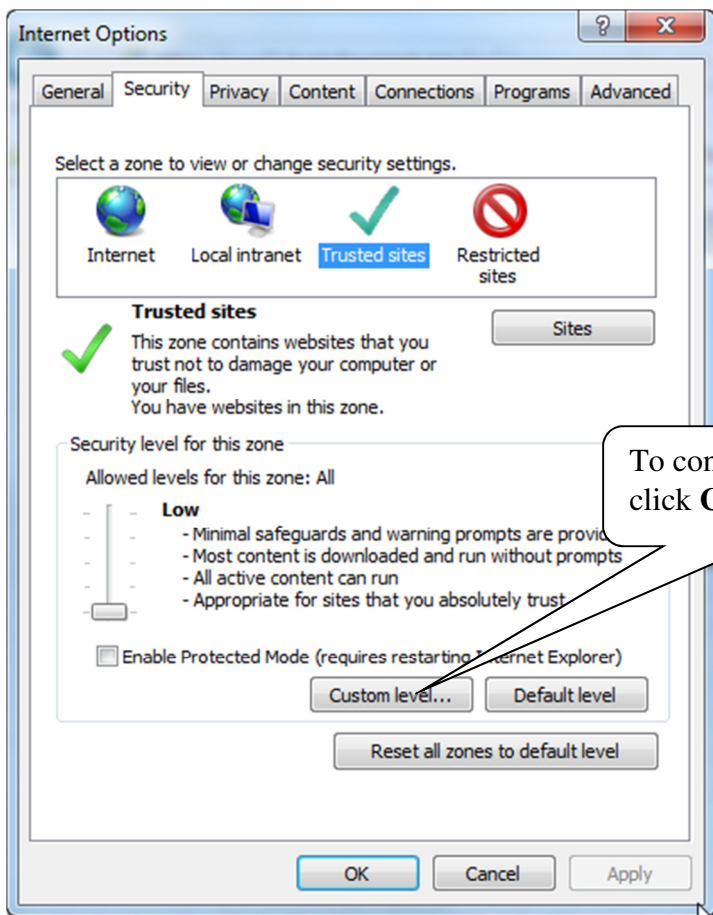 Internet Options
General Security Privacy Content Connections Programs Advanced
Select a zone to view or change security settings.
Internet Local intranet Trusted sites Restricted sites
Trusted sites
Sites
This zone contains websites that you
trust not to damage your computer or
your files.
You have websites in this zone.
Security level for this zone
Allowed levels for this zone: All
Low
- Minimal safeguards and warning prompts are
- Most content is downloaded and run without prompts
- All active content can run
- Appropriate for sites that you absolutely trust
To
click
Enable Protected Mode (requires restarting Internet Explorer)
Custom level... Default level
Reset all zones to default level
OK Cancel Apply